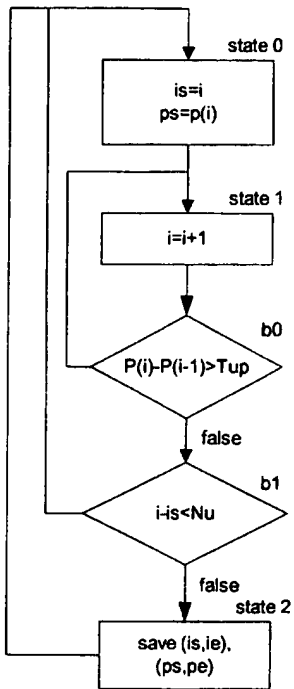 state 0
is=i
ps=p(i)
state 1
i=i+1
b0
P(i)-P(i-1)>Tup
false
b1
i-is<Nu
false
state 2
save (is,ie),
(ps,pe)